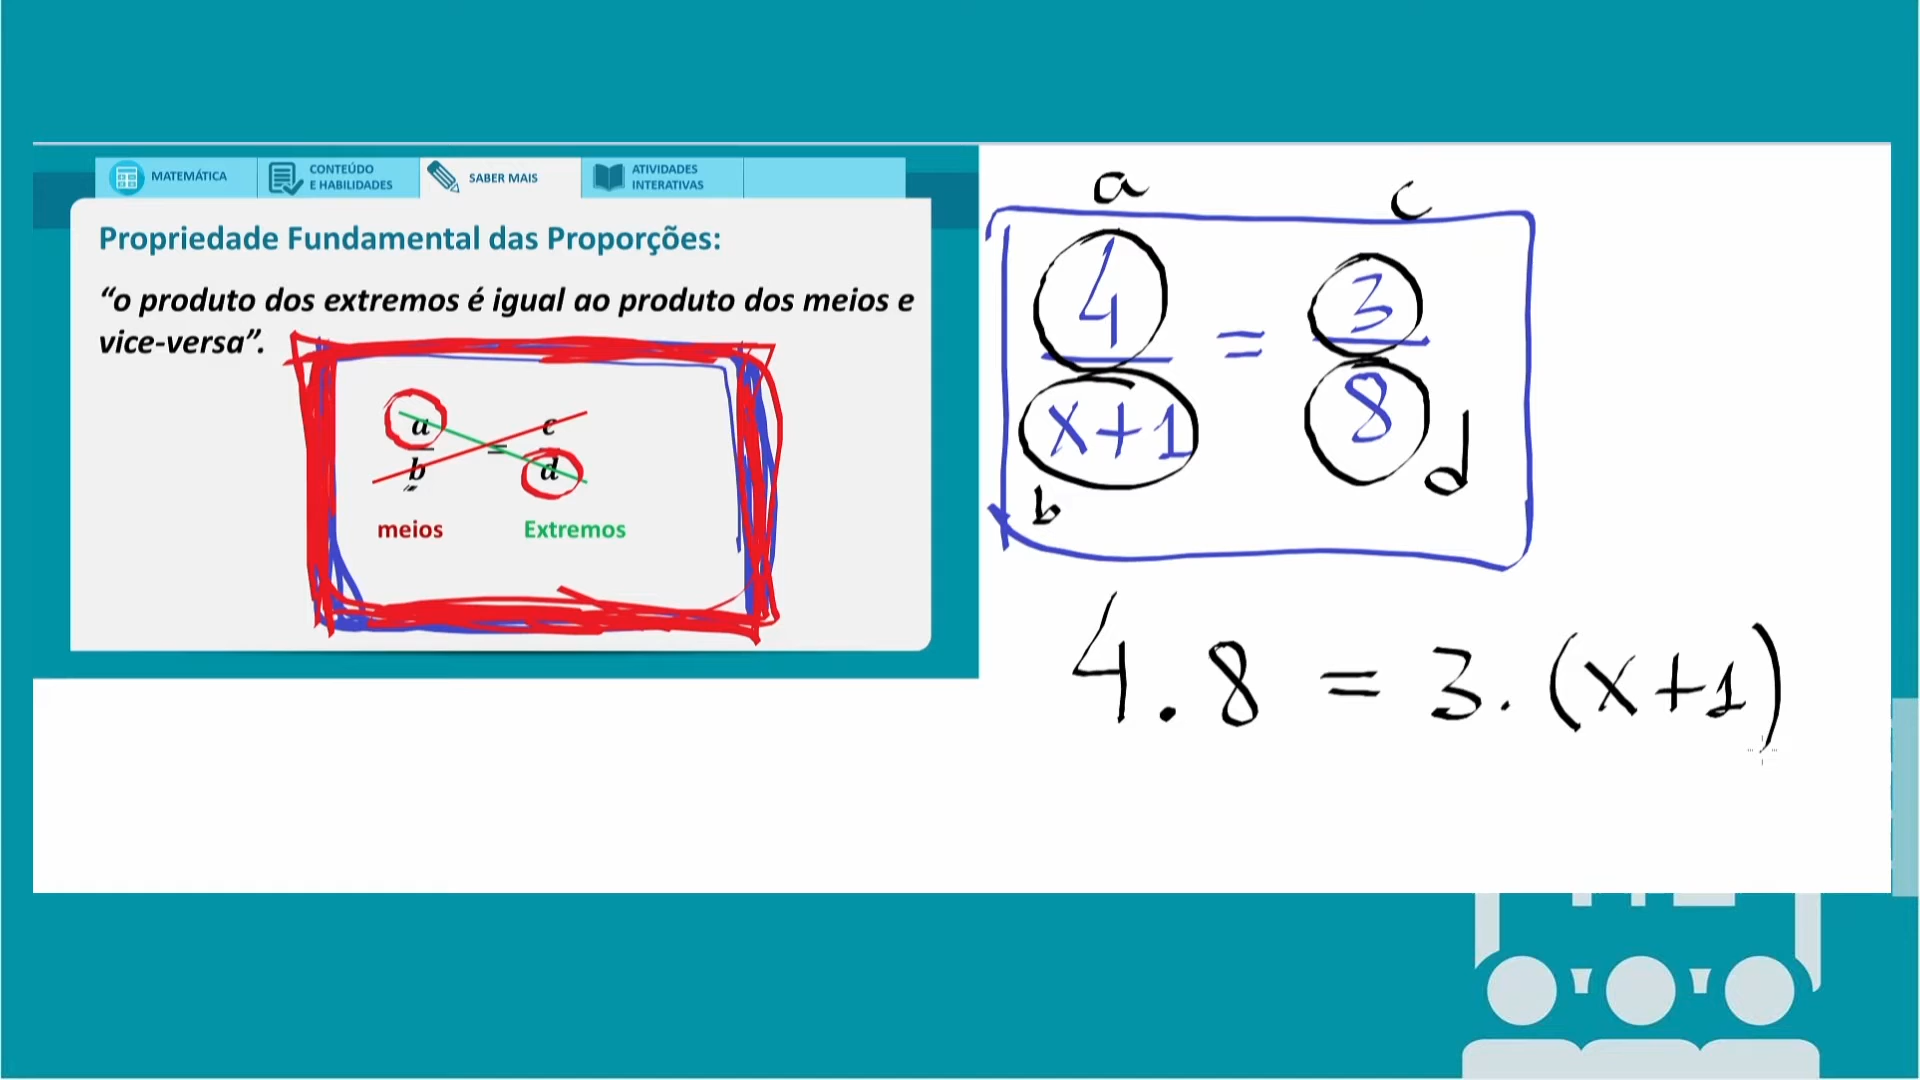 MATEMÁTICA
CONTEÚDO
E HABILIDADES
SABER MAIS
ATIVIDADES
INTERATIVAS
Propriedade Fundamental das Proporções:
“o produto dos extremos é igual ao produto dos meios e
vice-versa”.
a c
=
b d
meios Extremos
a c
4 3
=
x+1 8
b d
4 . 8 = 3 . (x+1)